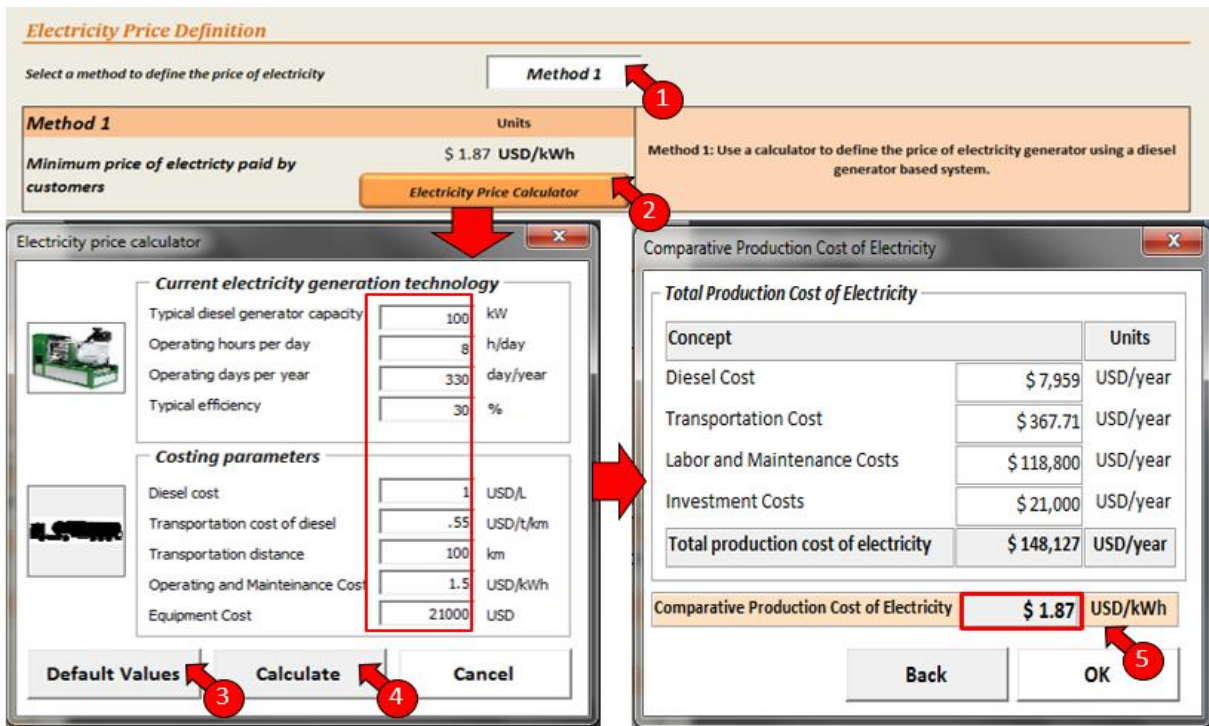 Electricity Price Definition
Select a method to define the price of electricity
Method 1
1
Method 1
Units
Minimum price of electricty paid by
customers
$ 1.87 USD/kWh
Electricity Price Calculator
2
Method 1: Use a calculator to define the price of electricity generator using a diesel
generator based system.
Electricity price calculator
x
Current electricity generation technology
Typical diesel generator capacity 100 kW
Operating hours per day 8 h/day
Operating days per year 330 day/year
Typical efficiency 30 %
Costing parameters
Diesel cost 1 USD/L
Transportation cost of diesel .55 USD/t/km
Transportation distance 100 km
Operating and Mainteinance Cost 1.5 USD/kWh
Equipment Cost 21000 USD
Default Values
3
Calculate
4
Cancel
Comparative Production Cost of Electricity
x
Total Production Cost of Electricity
Concept Units
Diesel Cost $ 7,959 USD/year
Transportation Cost $ 367.71 USD/year
Labor and Maintenance Costs $ 118,800 USD/year
Investment Costs $ 21,000 USD/year
Total production cost of electricity $ 148,127 USD/year
Comparative Production Cost of Electricity $ 1.87 USD/kWh
5
Back
OK